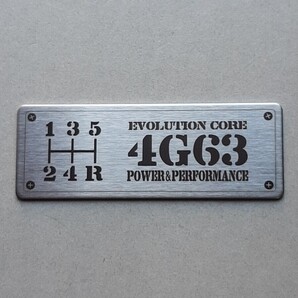 1 3 5
2 4 R
EVOLUTION CORE
4G63
POWER&PERFORMANCE